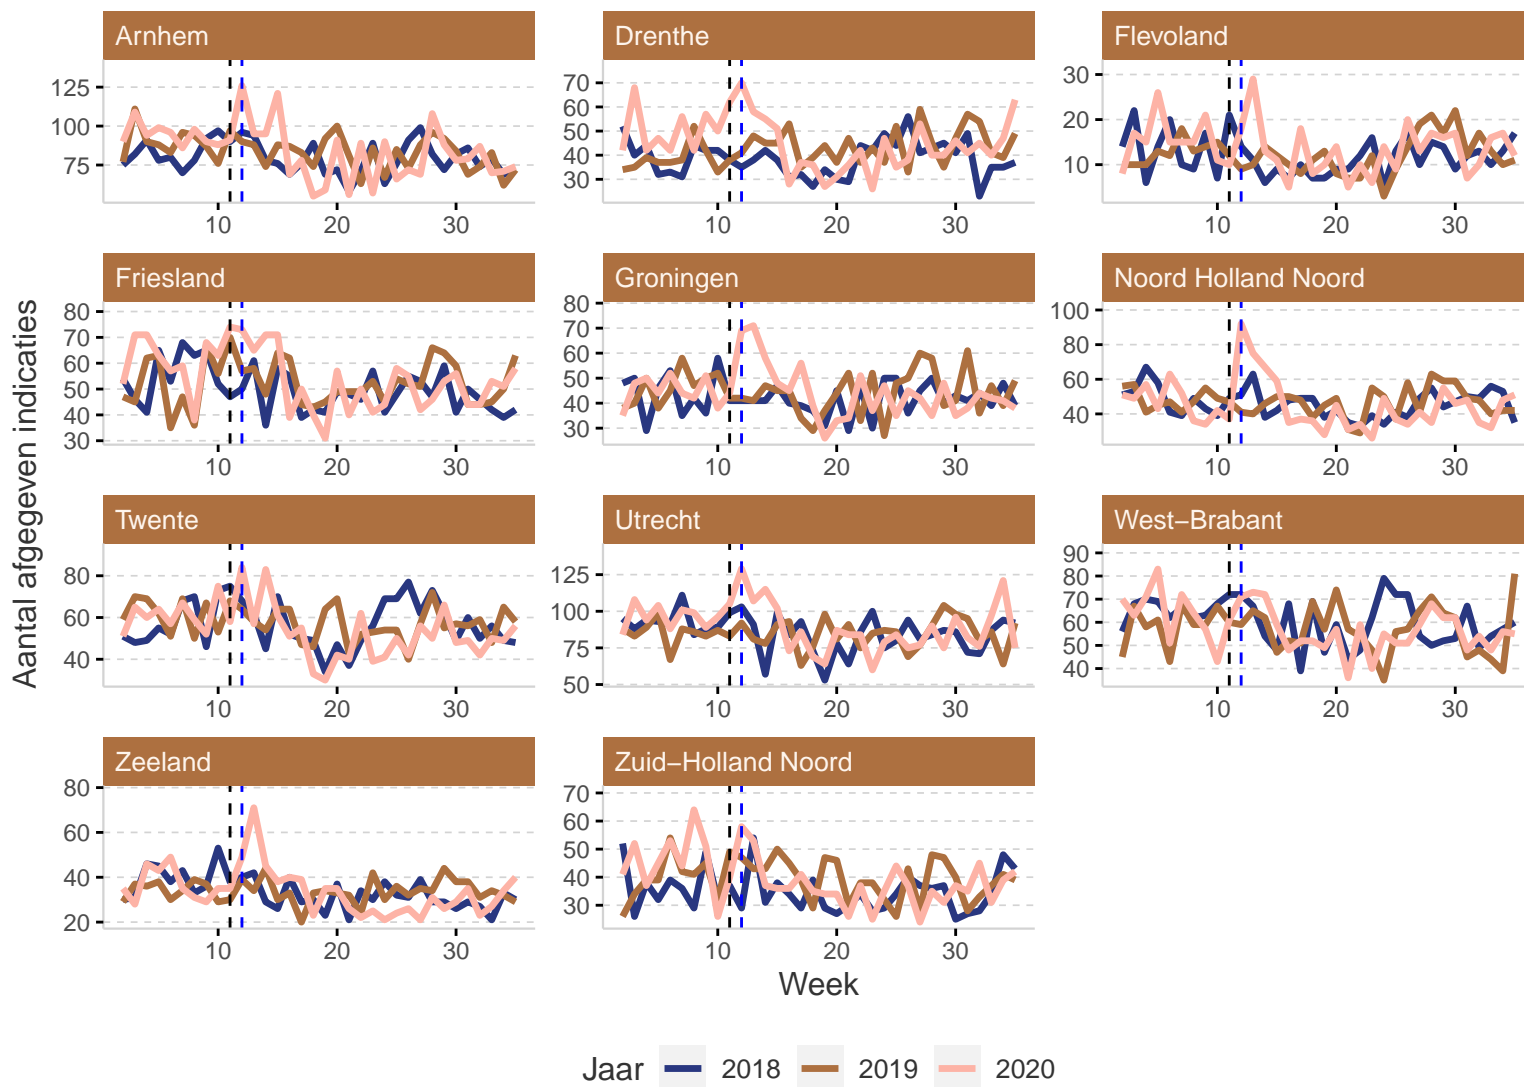 Arnhem
Drenthe
Flevoland
125
100
75
10 20 30
70
60
50
40
30
10 20 30
30
20
10
10 20 30
Friesland
Groningen
Noord Holland Noord
80
70
60
50
40
30
10 20 30
80
70
60
50
40
30
10 20 30
100
80
60
40
10 20 30
Twente
Utrecht
West−Brabant
80
60
40
10 20 30
125
100
75
50
10 20 30
90
80
70
60
50
40
10 20 30
Zeeland
Zuid−Holland Noord
80
60
40
20
10 20 30
70
60
50
40
30
10 20 30
Aantal afgegeven indicaties
Week
Jaar 2018 2019 2020